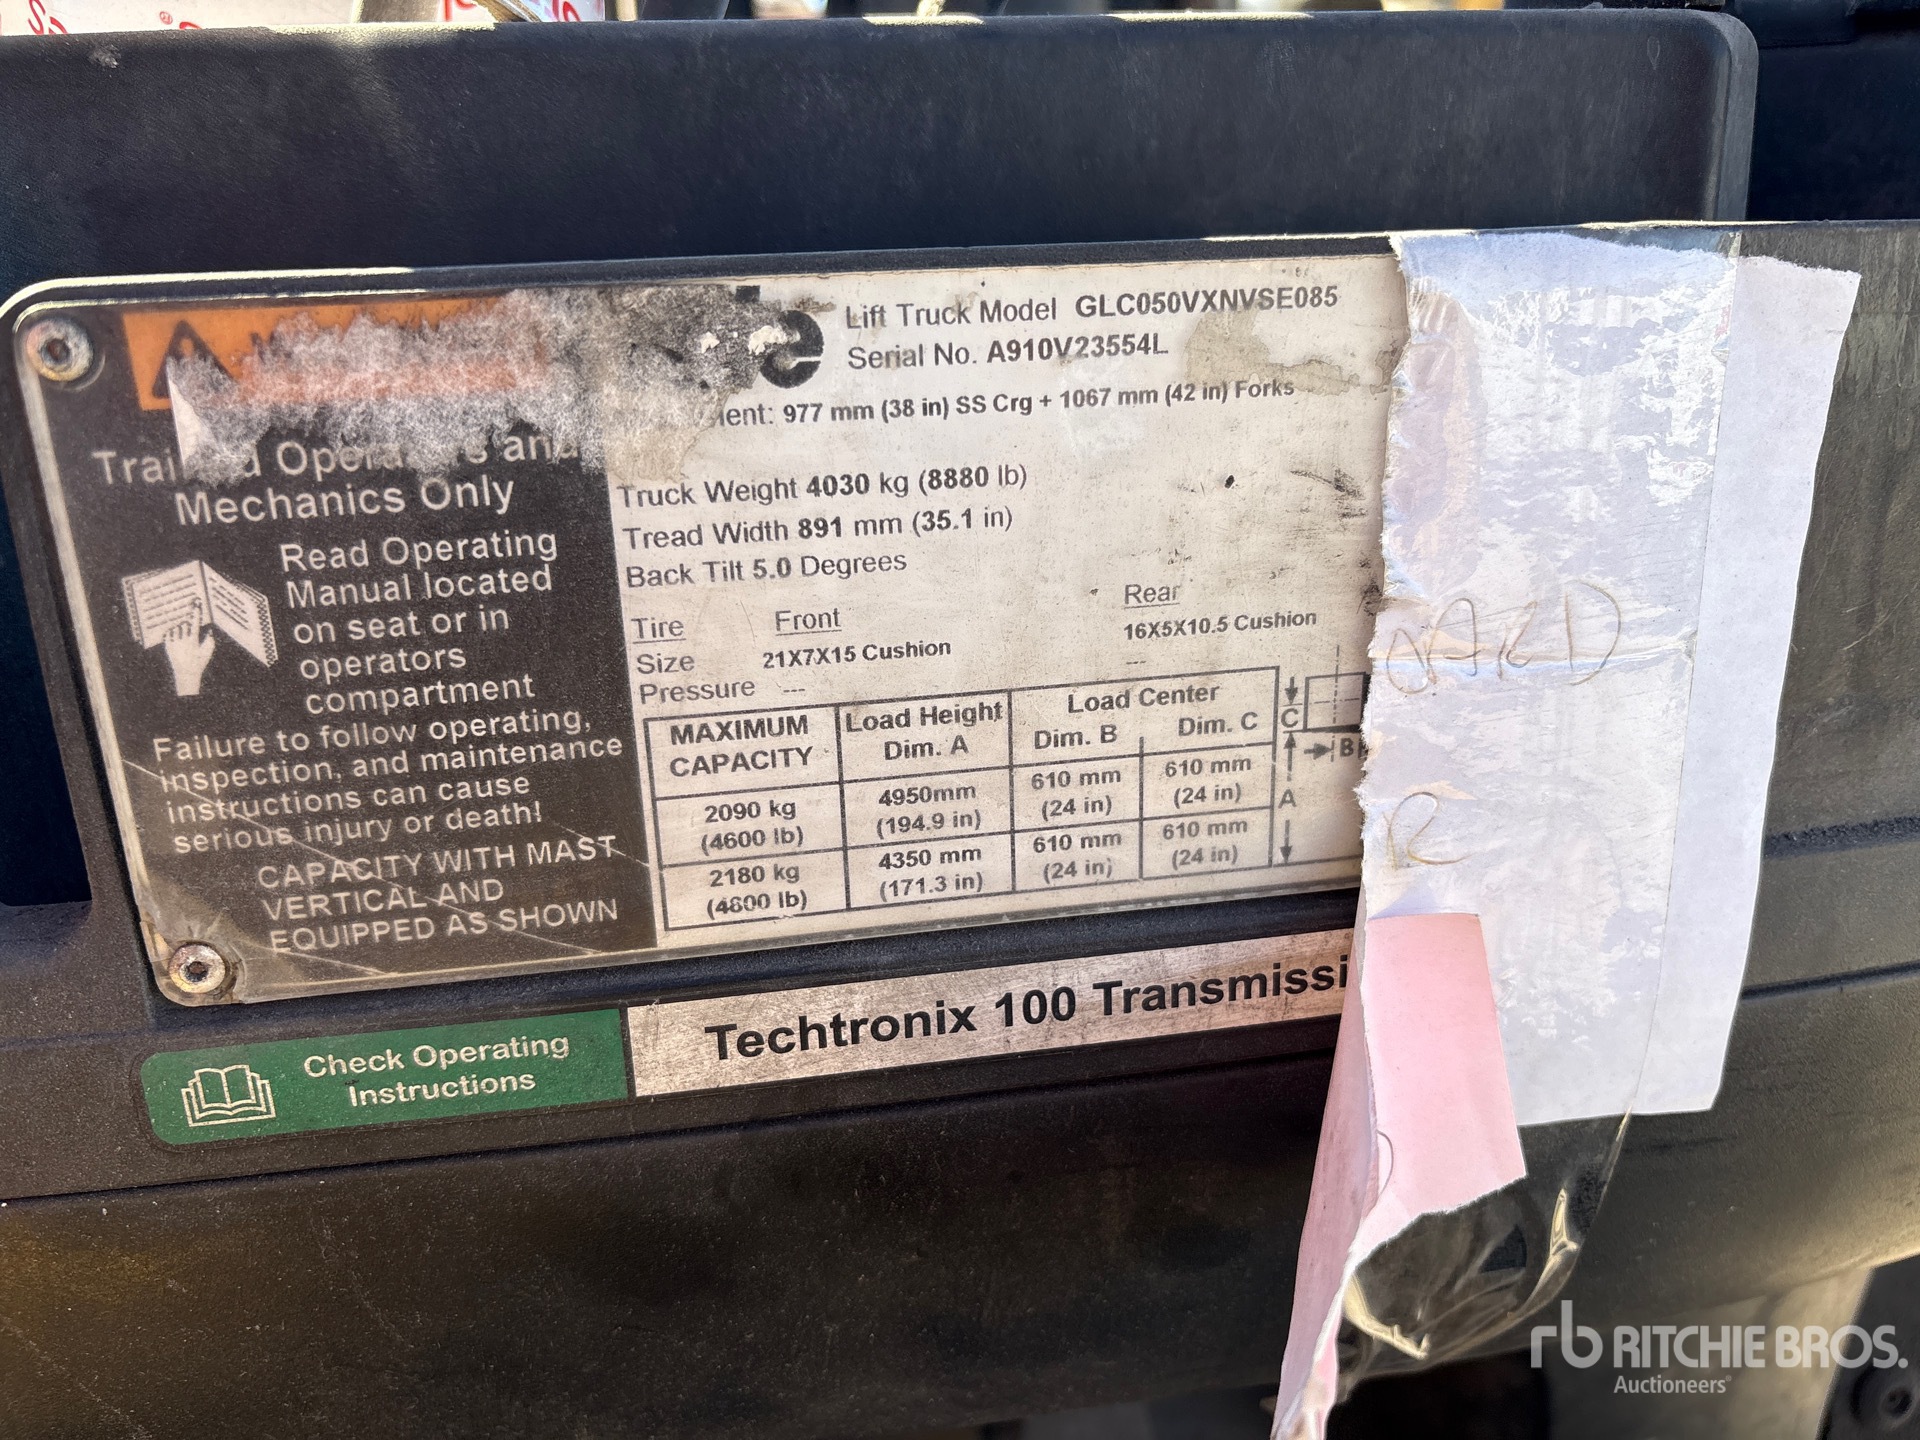 Trained Operators and
Mechanics Only
Read Operating
Manual located
on seat or in
operators
compartment
Failure to follow operating,
inspection, and maintenance
instructions can cause
serious injury or death!
CAPACITY WITH MAST
VERTICAL AND
EQUIPPED AS SHOWN
Lift Truck Model GLC050VXNVSE085
Serial No. A910V23554L
977 mm (38 in) SS Crg + 1067 mm (42 in) Forks
Truck Weight 4030 kg (8880 lb)
Tread Width 891 mm (35.1 in)
Back Tilt 5.0 Degrees
Tire Front Rear
Size 21X7X15 Cushion 16X5X10.5 Cushion
Pressure --- ---
MAXIMUM CAPACITY Load Height Dim. A Load Center Dim. B Dim. C
2090 kg (4600 lb) 4950mm (194.9 in) 610 mm (24 in) 610 mm (24 in)
2180 kg (4800 lb) 4350 mm (171.3 in) 610 mm (24 in) 610 mm (24 in)
C
B
A
R
Check Operating
Instructions
Techtronix 100 Transmissi
rb RITCHIE BROS.
Auctioneers